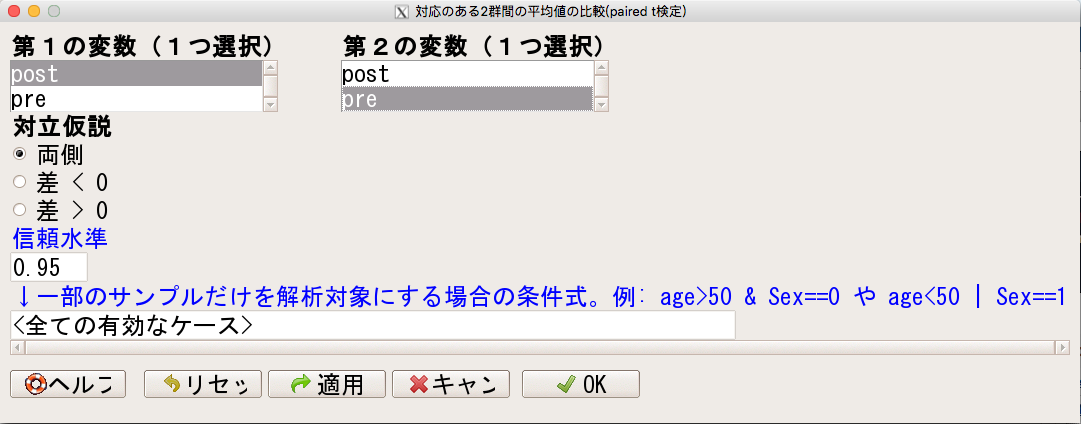 対応のある2群間の平均値の比較(paired t検定)
第１の変数（１つ選択） 第２の変数（１つ選択）
post post
pre pre
対立仮説
両側
差 < 0
差 > 0
信頼水準
0.95
↓一部のサンプルだけを解析対象にする場合の条件式。例: age>50 & Sex==0 や age<50 | Sex==1
<全ての有効なケース>
ヘルプ リセッ 適用 キャン OK